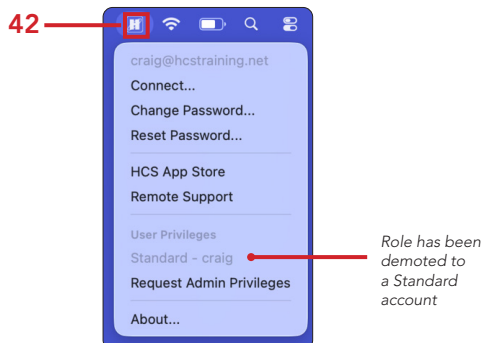 42
craig@hcstraining.net
Connect...
Change Password...
Reset Password...
HCS App Store
Remote Support
User Privileges
Standard - craig
Request Admin Privileges
About...
Role has been
demoted to
a Standard
account